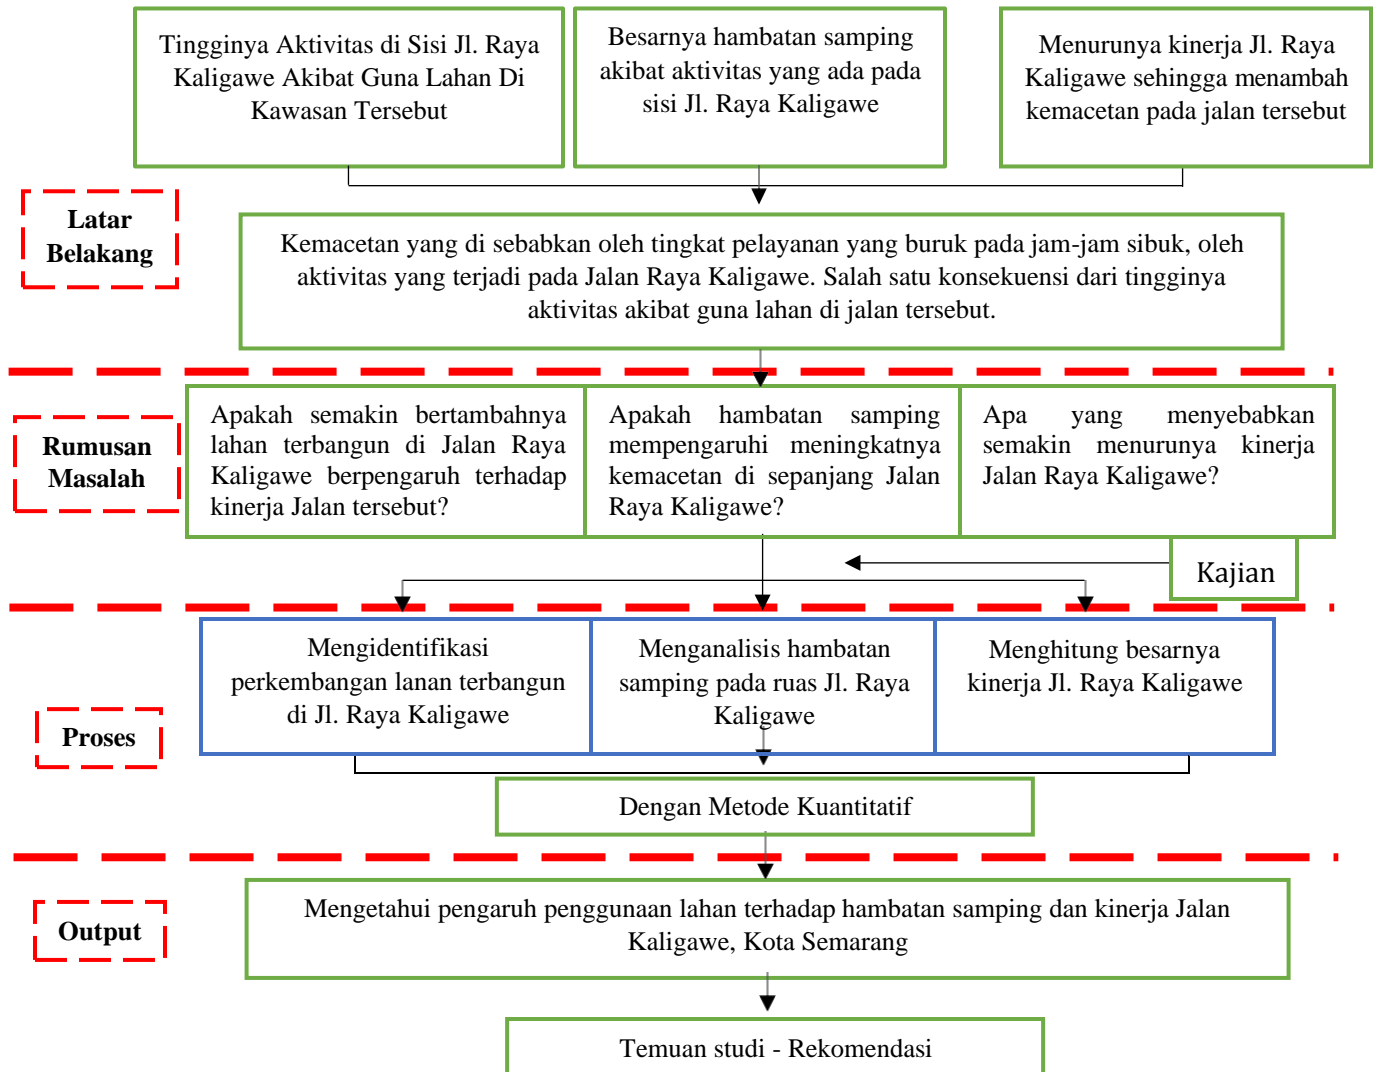 Tingginya Aktivitas di Sisi Jl. Raya
Kaligawe Akibat Guna Lahan Di
Kawasan Tersebut
Besarnya hambatan samping
akibat aktivitas yang ada pada
sisi Jl. Raya Kaligawe
Menurunya kinerja Jl. Raya
Kaligawe sehingga menambah
kemacetan pada jalan tersebut
Latar
Belakang
Kemacetan yang di sebabkan oleh tingkat pelayanan yang buruk pada jam-jam sibuk, oleh
aktivitas yang terjadi pada Jalan Raya Kaligawe. Salah satu konsekuensi dari tingginya
aktivitas akibat guna lahan di jalan tersebut.
Rumusan
Masalah
Apakah semakin bertambahnya
lahan terbangun di Jalan Raya
Kaligawe berpengaruh terhadap
kinerja Jalan tersebut?
Apakah hambatan samping
mempengaruhi meningkatnya
kemacetan di sepanjang Jalan
Raya Kaligawe?
Apa yang menyebabkan
semakin menurunya kinerja
Jalan Raya Kaligawe?
Kajian
Proses
Mengidentifikasi
perkembangan lanan terbangun
di Jl. Raya Kaligawe
Menganalisis hambatan
samping pada ruas Jl. Raya
Kaligawe
Menghitung besarnya
kinerja Jl. Raya Kaligawe
Dengan Metode Kuantitatif
Output
Mengetahui pengaruh penggunaan lahan terhadap hambatan samping dan kinerja Jalan
Kaligawe, Kota Semarang
Temuan studi - Rekomendasi